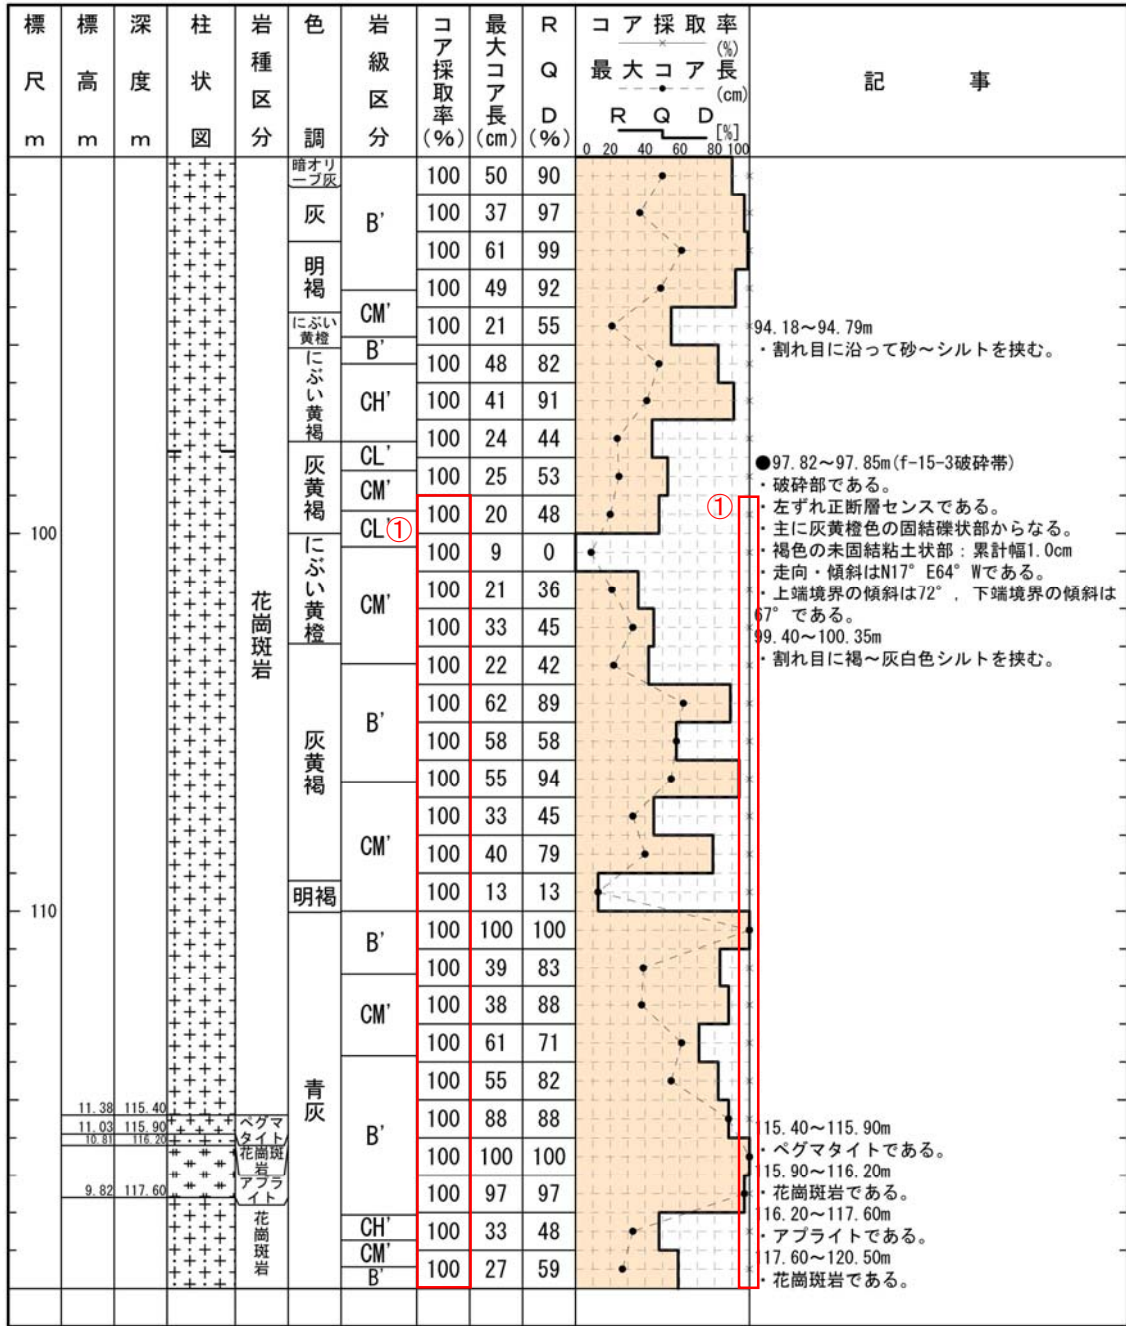 標尺m
標高m
深度m
柱状図
岩種区分
色調
岩級区分
コア採取率(%)
最大コア長(cm)
RQD(%)
コア採取率
(%)
最大コア長
(cm)
RQD
[%]
0 20 40 60 80 100
記事
暗オリーブ灰
灰
明褐
にぶい黄橙
にぶい黄褐
灰黄褐
にぶい黄橙
灰黄褐
明褐
青灰
B'
CM'
B'
CH'
CL'
CM'
CL'
CM'
B'
CM'
B'
CM'
B'
CH'
CM'
B'
100 50 90
100 37 97
100 61 99
100 49 92
100 21 55
100 48 82
100 41 91
100 24 44
100 25 53
100 20 48
100 9 0
100 21 36
100 33 45
100 22 42
100 62 89
100 58 58
100 55 94
100 33 45
100 40 79
100 13 13
100 100 100
100 39 83
100 38 88
100 61 71
100 55 82
100 88 88
100 100 100
100 97 97
100 33 48
100 27 59
①
①
100
110
花崗斑岩
11.38 115.40
11.03 115.90
10.81 116.20
9.82 117.60
ペグマタイト
花崗斑岩
アプライト
花崗斑岩
94.18～94.79m
・割れ目に沿って砂～シルトを挟む。
●97.82～97.85m(f-15-3破砕帯)
・破砕部である。
・左ずれ正断層センスである。
・主に灰黄橙色の固結礫状部からなる。
・褐色の未固結粘土状部：累計幅1.0cm
・走向・傾斜はN17°E64°Wである。
・上端境界の傾斜は72°，下端境界の傾斜は
67°である。
99.40～100.35m
・割れ目に褐～灰白色シルトを挟む。
115.40～115.90m
・ペグマタイトである。
115.90～116.20m
・花崗斑岩である。
116.20～117.60m
・アプライトである。
117.60～120.50m
・花崗斑岩である。